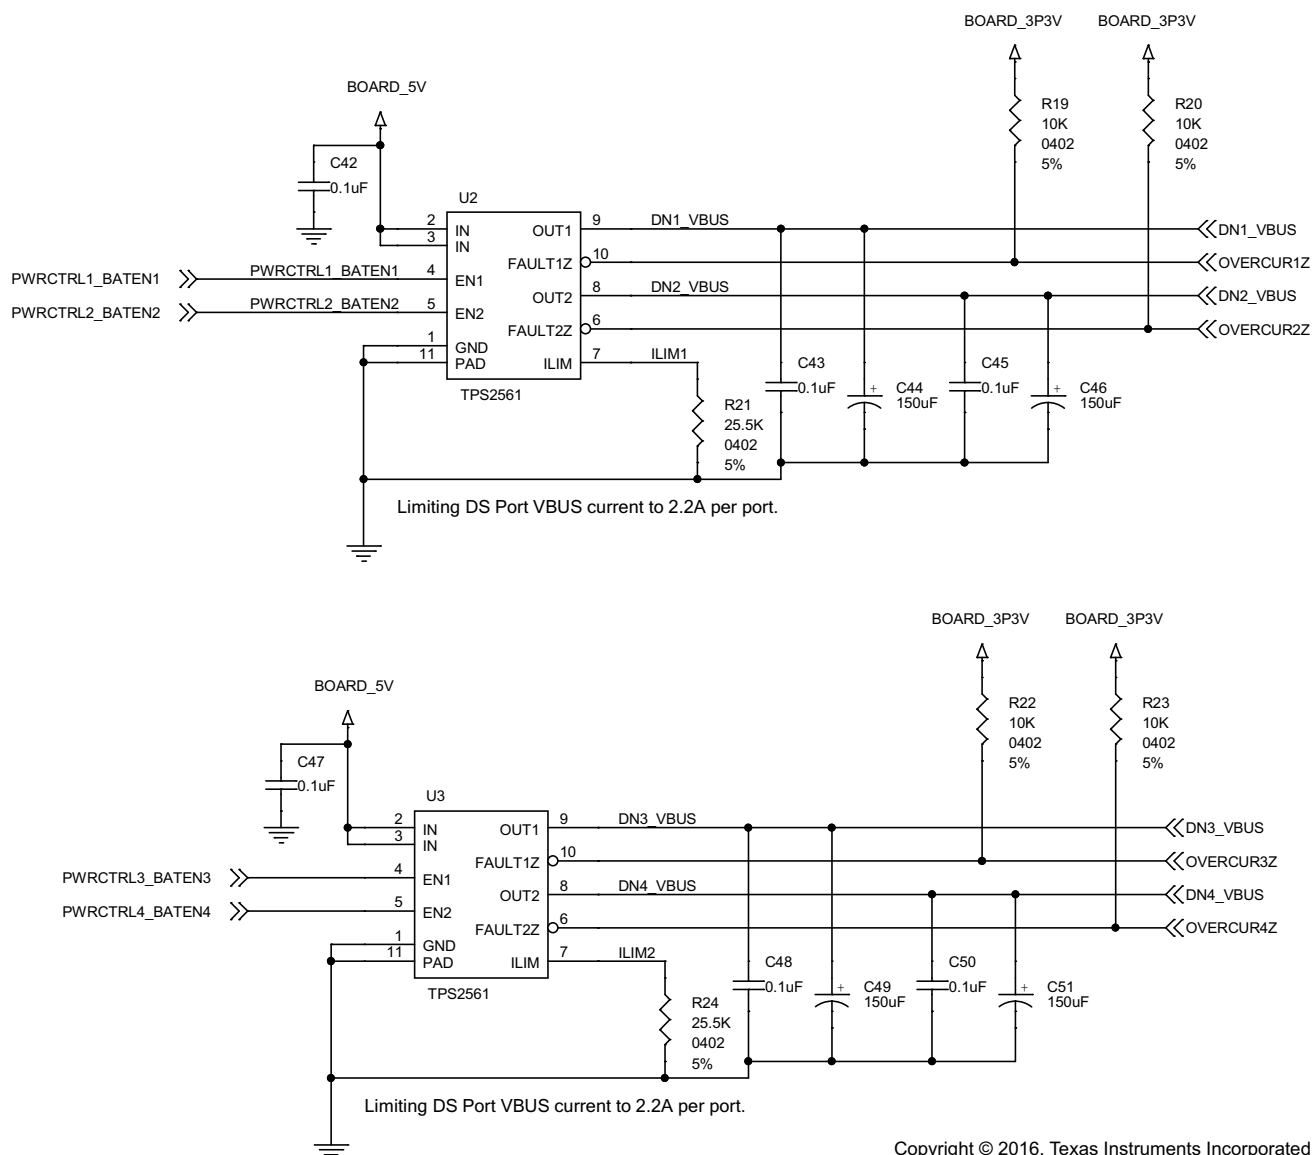 BOARD_3P3V BOARD_3P3V
BOARD_5V
R19
10K
0402
5%
R20
10K
0402
5%
C42
0.1uF
U2
2 IN
3 IN
OUT1 9 DN1_VBUS
DN1_VBUS
FAULT1Z 10
OVERCUR1Z
PWRCTRL1_BATEN1 PWRCTRL1_BATEN1 4 EN1
OUT2 8 DN2_VBUS
DN2_VBUS
PWRCTRL2_BATEN2 PWRCTRL2_BATEN2 5 EN2
FAULT2Z 6
OVERCUR2Z
1 GND
11 PAD
ILIM 7 ILIM1
TPS2561
C43
0.1uF
+ C44
150uF
C45
0.1uF
+ C46
150uF
R21
25.5K
0402
5%
Limiting DS Port VBUS current to 2.2A per port.
BOARD_3P3V BOARD_3P3V
BOARD_5V
R22
10K
0402
5%
R23
10K
0402
5%
C47
0.1uF
U3
2 IN
3 IN
OUT1 9 DN3_VBUS
DN3_VBUS
FAULT1Z 10
OVERCUR3Z
PWRCTRL3_BATEN3 4 EN1
OUT2 8 DN4_VBUS
DN4_VBUS
PWRCTRL4_BATEN4 5 EN2
FAULT2Z 6
OVERCUR4Z
1 GND
11 PAD
ILIM 7 ILIM2
TPS2561
C48
0.1uF
+ C49
150uF
C50
0.1uF
+ C51
150uF
R24
25.5K
0402
5%
Limiting DS Port VBUS current to 2.2A per port.
Copyright © 2016, Texas Instruments Incorporated